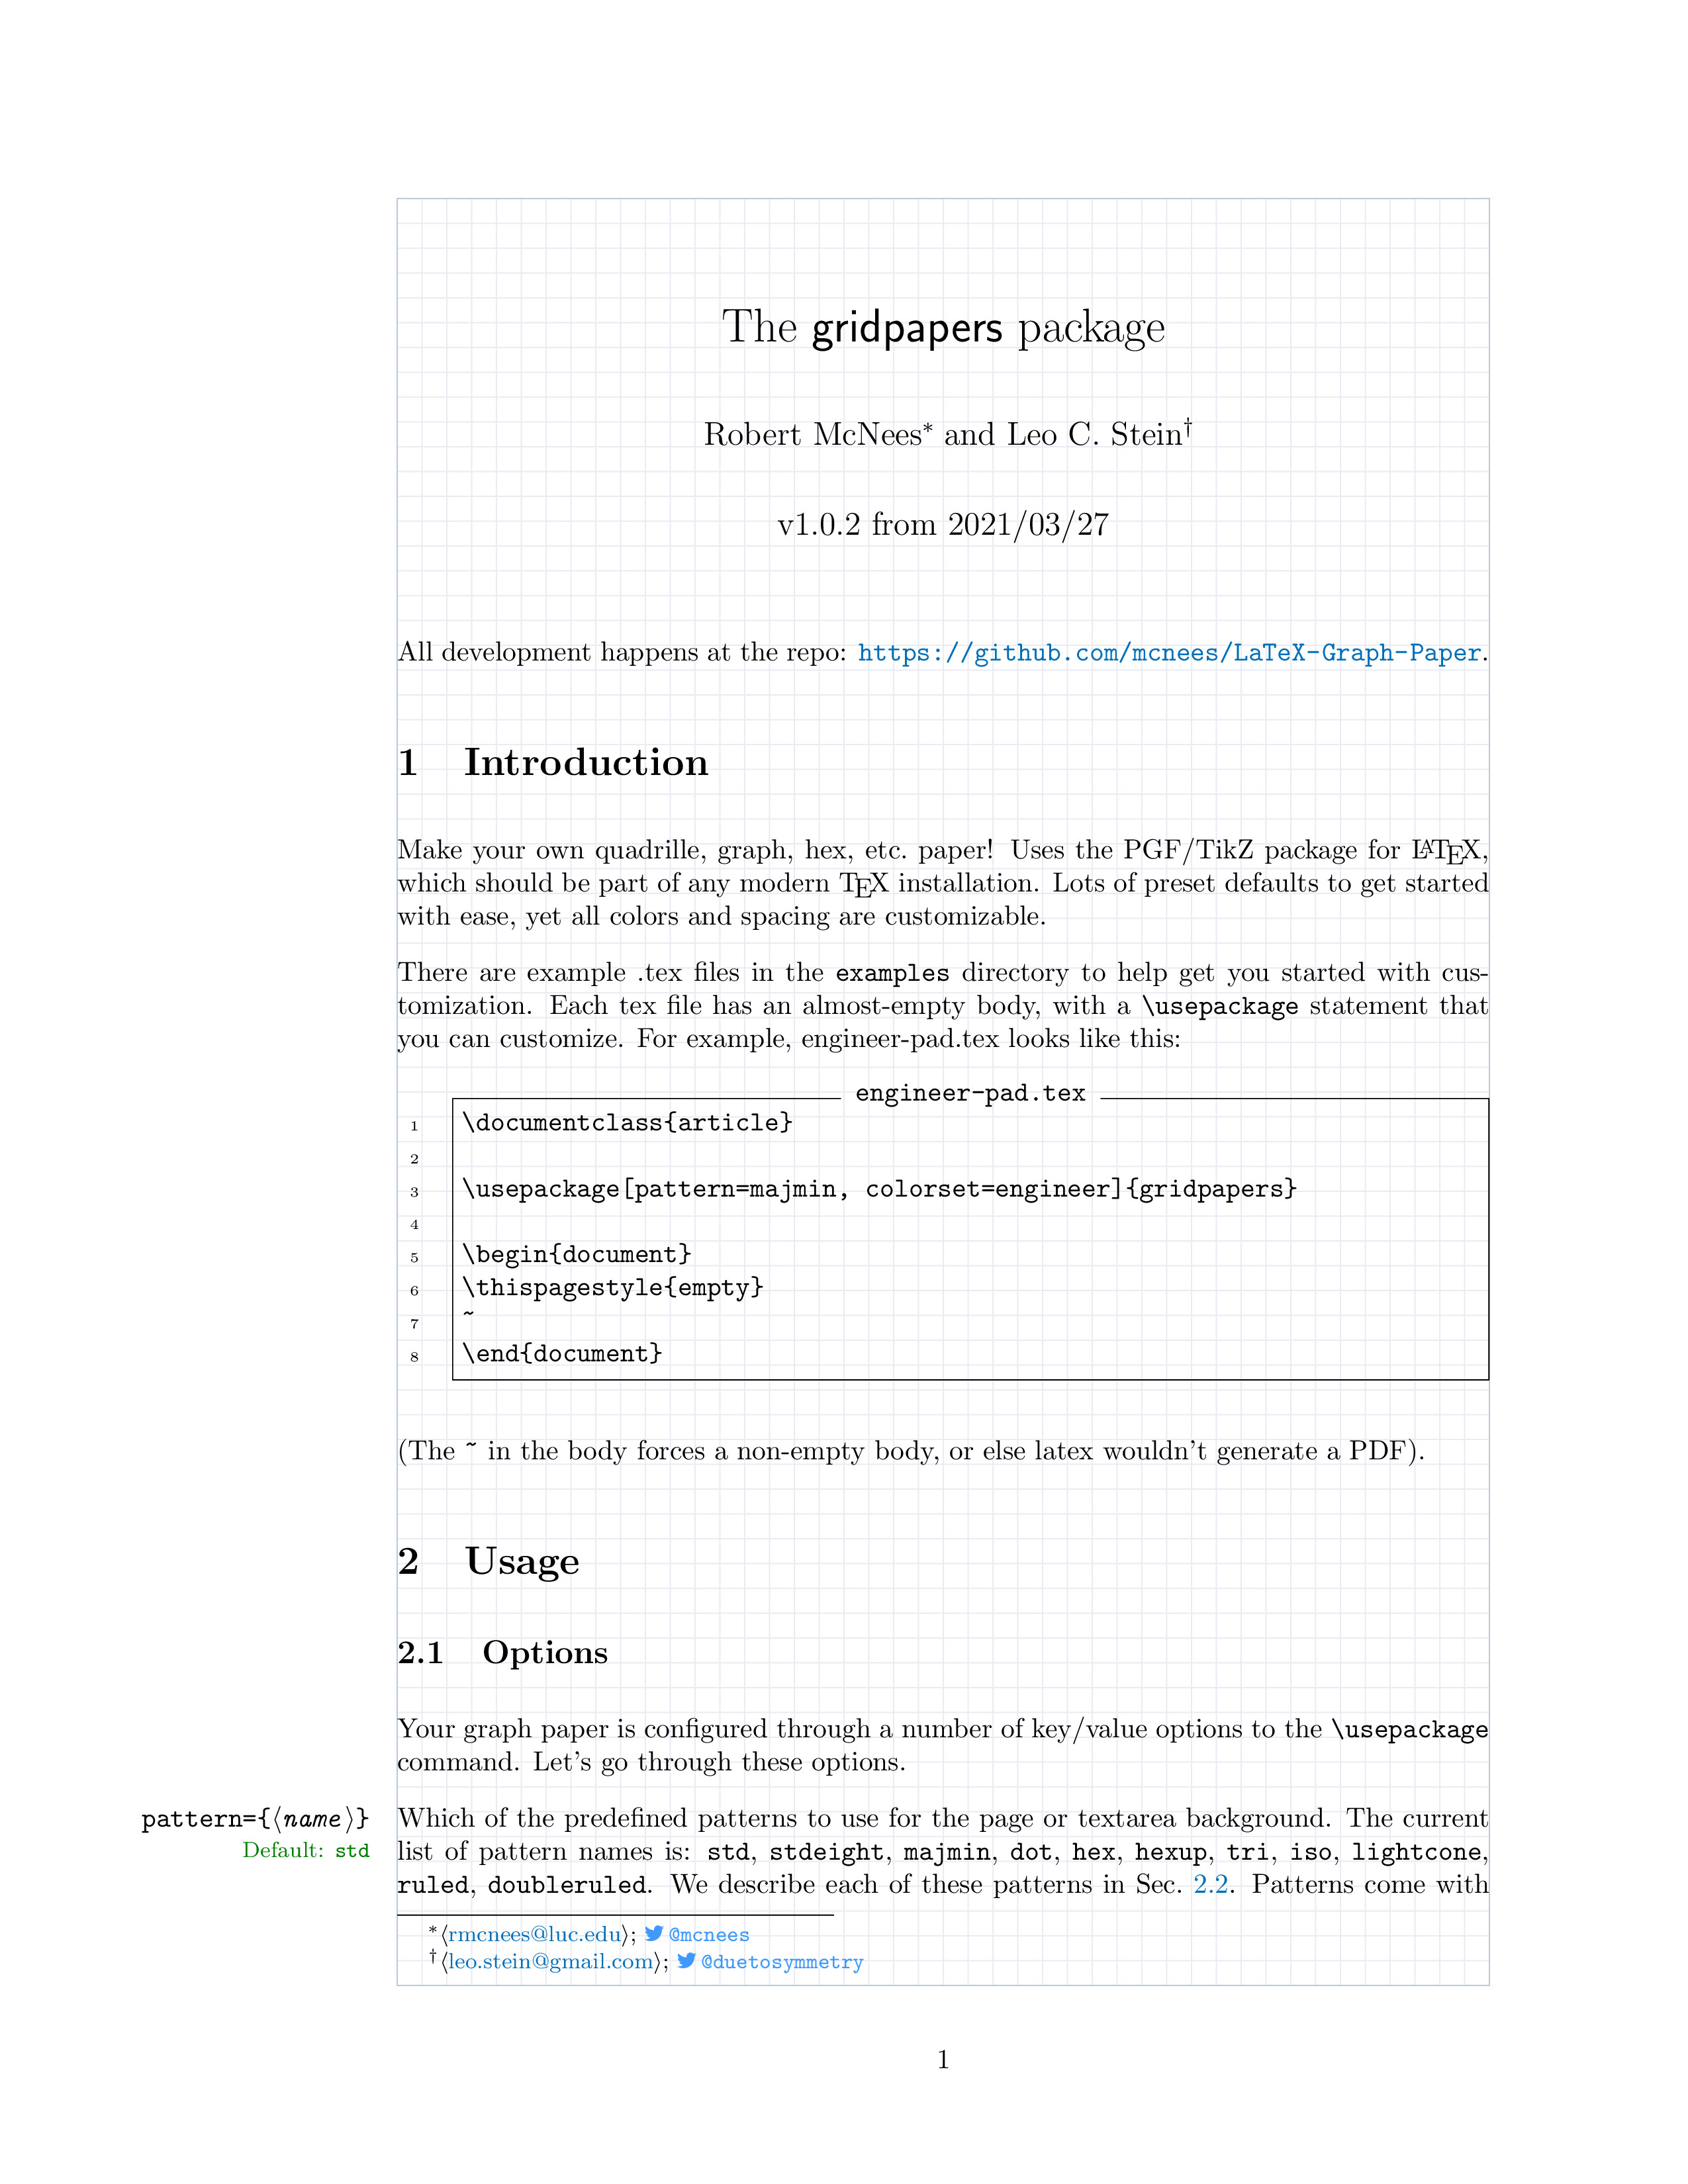 The gridpapers package
Robert McNees* and Leo C. Stein†
v1.0.2 from 2021/03/27
All development happens at the repo: https://github.com/mcnees/LaTeX-Graph-Paper.
1 Introduction
Make your own quadrille, graph, hex, etc. paper! Uses the PGF/TikZ package for LATEX,
which should be part of any modern TEX installation. Lots of preset defaults to get started
with ease, yet all colors and spacing are customizable.
There are example .tex files in the examples directory to help get you started with cus-
tomization. Each tex file has an almost-empty body, with a \usepackage statement that
you can customize. For example, engineer-pad.tex looks like this:
engineer-pad.tex
1 \documentclass{article}
2
3 \usepackage[pattern=majmin, colorset=engineer]{gridpapers}
4
5 \begin{document}
6 \thispagestyle{empty}
7 ~
8 \end{document}
(The ~ in the body forces a non-empty body, or else latex wouldn't generate a PDF).
2 Usage
2.1 Options
Your graph paper is configured through a number of key/value options to the \usepackage
command. Let's go through these options.
pattern={⟨name⟩}
Default: std
Which of the predefined patterns to use for the page or textarea background. The current
list of pattern names is: std, stdeight, majmin, dot, hex, hexup, tri, iso, lightcone,
ruled, doubleruled. We describe each of these patterns in Sec. 2.2. Patterns come with
*⟨rmcnees@luc.edu⟩; @mcnees
†⟨leo.stein@gmail.com⟩; @duetosymmetry
1